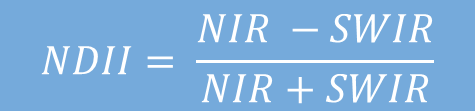 NDII = NIR − SWIR
NIR + SWIR